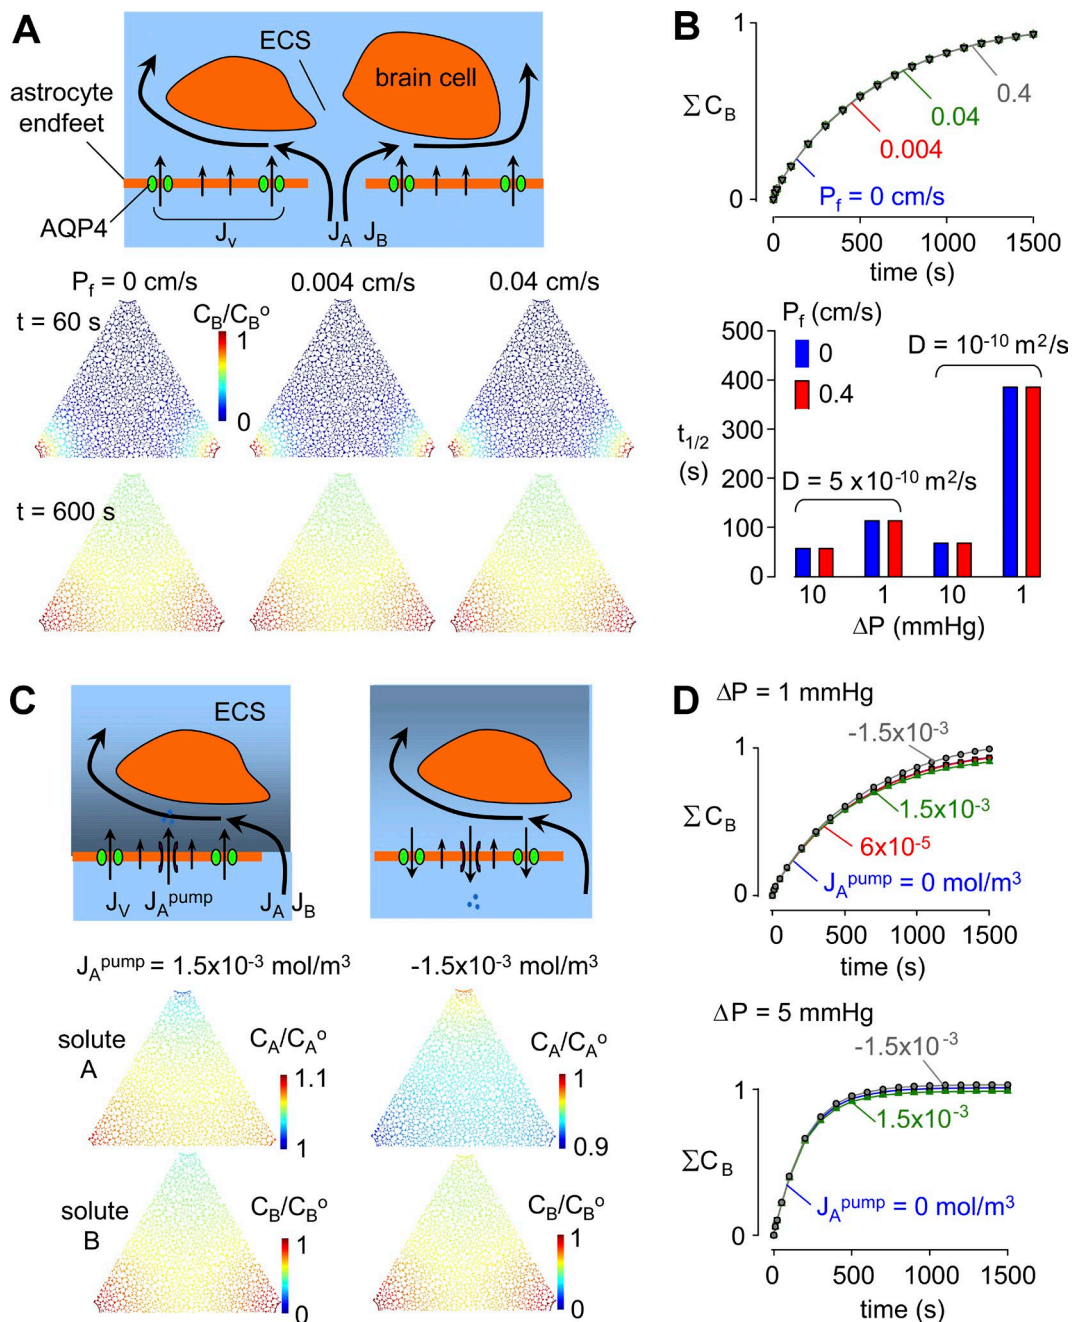 A
ECS
brain cell
astrocyte
endfeet
AQP4
Jv
JA JB
Pf = 0 cm/s
0.004 cm/s
0.04 cm/s
t = 60 s
CB/CBo
1
0
t = 600 s
B
1
ΣCB
0
0.4
0.04
0.004
Pf = 0 cm/s
0 500 1000 1500
time (s)
Pf (cm/s)
0
0.4
500
400
300
200
100
0
t1/2
(s)
D = 10-10 m2/s
D = 5 x10-10 m2/s
10 1 10 1
ΔP (mmHg)
C
ECS
JV JApump JA JB
JApump = 1.5x10-3 mol/m3
-1.5x10-3 mol/m3
solute
A
CA/CAo
1.1
1
CA/CAo
1
0.9
solute
B
CB/CBo
1
0
CB/CBo
1
0
D
ΔP = 1 mmHg
1
ΣCB
0
-1.5x10-3
1.5x10-3
6x10-5
JApump = 0 mol/m3
0 500 1000 1500
time (s)
ΔP = 5 mmHg
1
ΣCB
0
-1.5x10-3
1.5x10-3
JApump = 0 mol/m3
0 500 1000 1500
time (s)